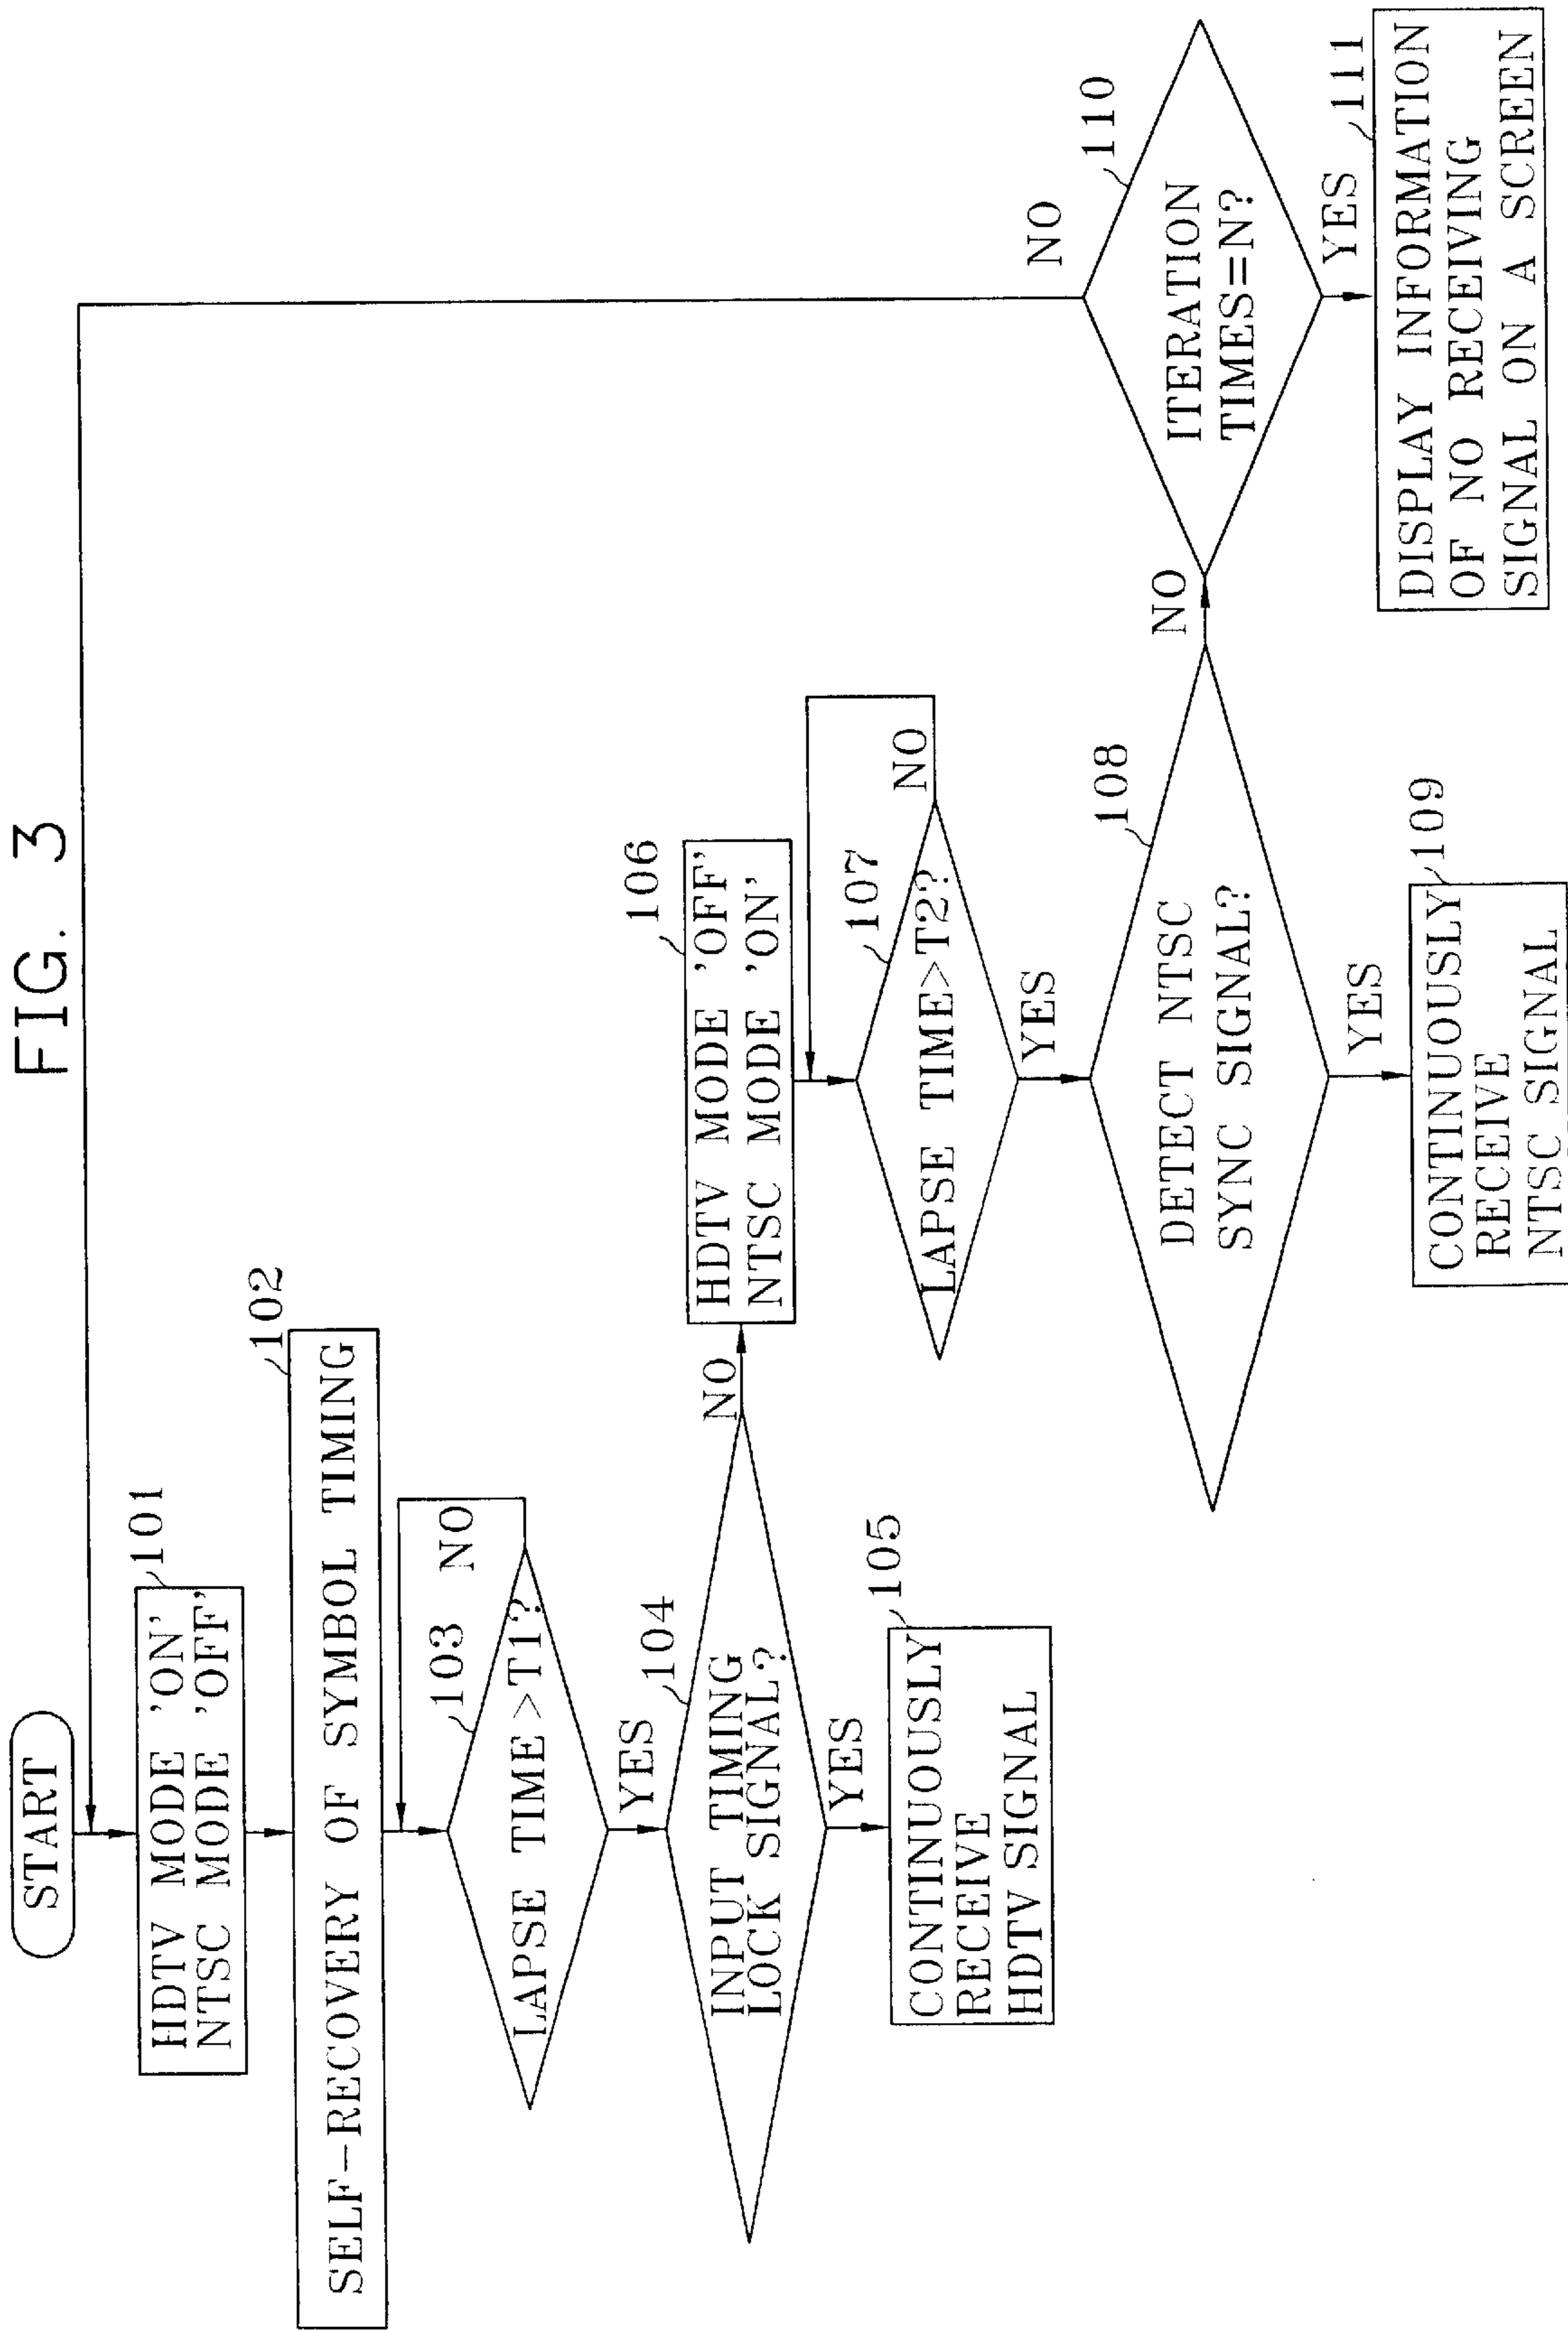 FIG. 3
START
HDTV MODE 'ON'
NTSC MODE 'OFF'
101
SELF-RECOVERY OF SYMBOL TIMING
102
LAPSE TIME>T1?
103
NO
YES
INPUT TIMING
LOCK SIGNAL?
104
NO
YES
CONTINUOUSLY
RECEIVE
HDTV SIGNAL
105
HDTV MODE 'OFF'
NTSC MODE 'ON'
106
LAPSE TIME>T2?
107
NO
YES
DETECT NTSC
SYNC SIGNAL?
108
NO
YES
CONTINUOUSLY
RECEIVE
NTSC SIGNAL
109
ITERATION
TIMES=N?
110
NO
YES
DISPLAY INFORMATION
OF NO RECEIVING
SIGNAL ON A SCREEN
111